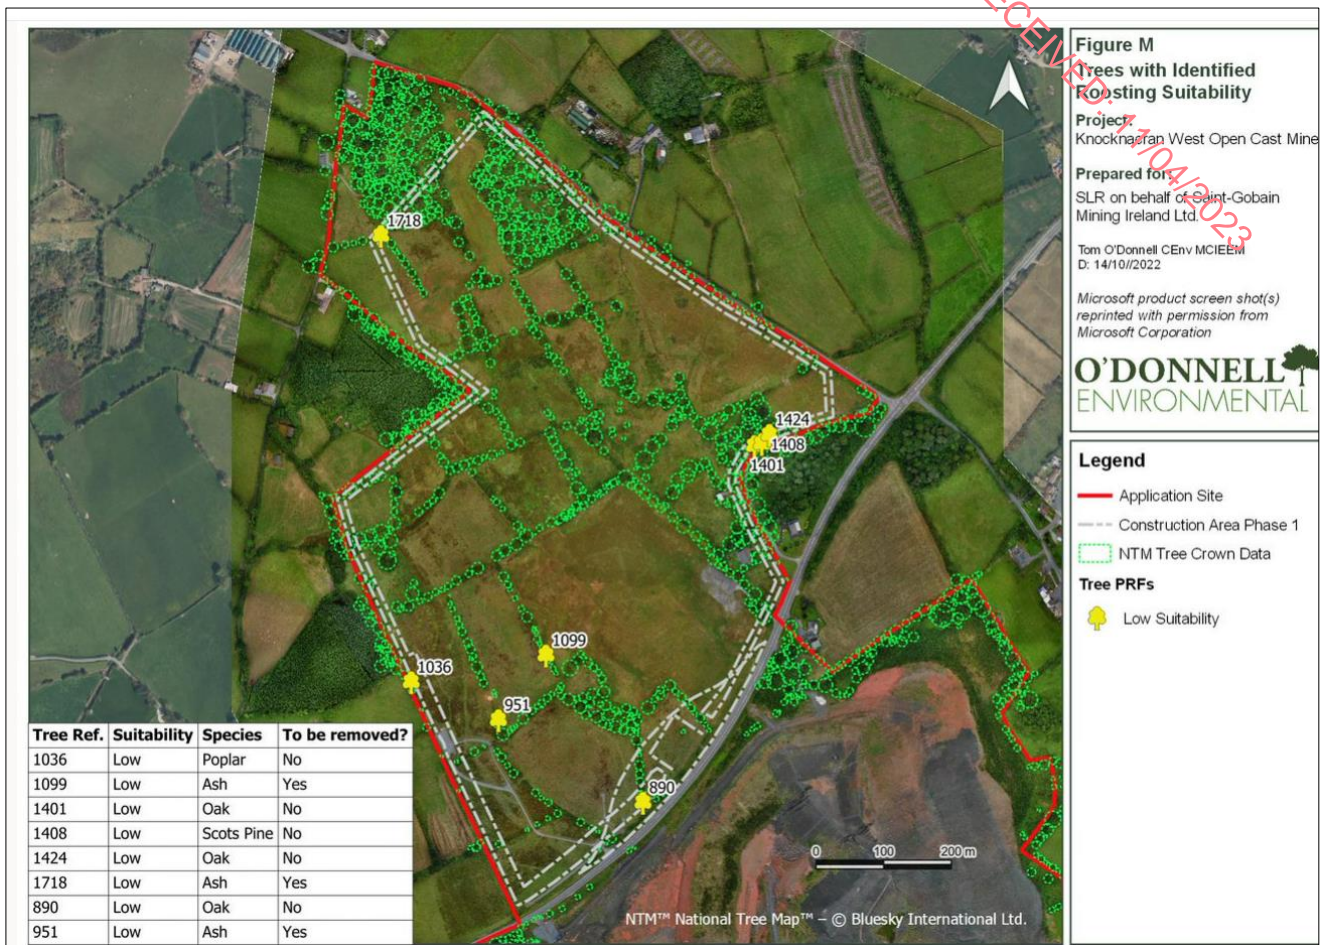 RECEIVED: 11/04/2023
Figure M
Trees with Identified
Roosting Suitability
Project:
Knocknacran West Open Cast Mine
Prepared for:
SLR on behalf of Saint-Gobain
Mining Ireland Ltd.
Tom O'Donnell CEnv MCIEEM
D: 14/10//2022
Microsoft product screen shot(s)
reprinted with permission from
Microsoft Corporation
O'DONNELL
ENVIRONMENTAL
Legend
Application Site
Construction Area Phase 1
NTM Tree Crown Data
Tree PRFs
Low Suitability
1718
1424
1408
1401
1099
1036
951
890
0 100 200 m
NTM™ National Tree Map™ – © Bluesky International Ltd.
Tree Ref. Suitability Species To be removed?
1036 Low Poplar No
1099 Low Ash Yes
1401 Low Oak No
1408 Low Scots Pine No
1424 Low Oak No
1718 Low Ash Yes
890 Low Oak No
951 Low Ash Yes